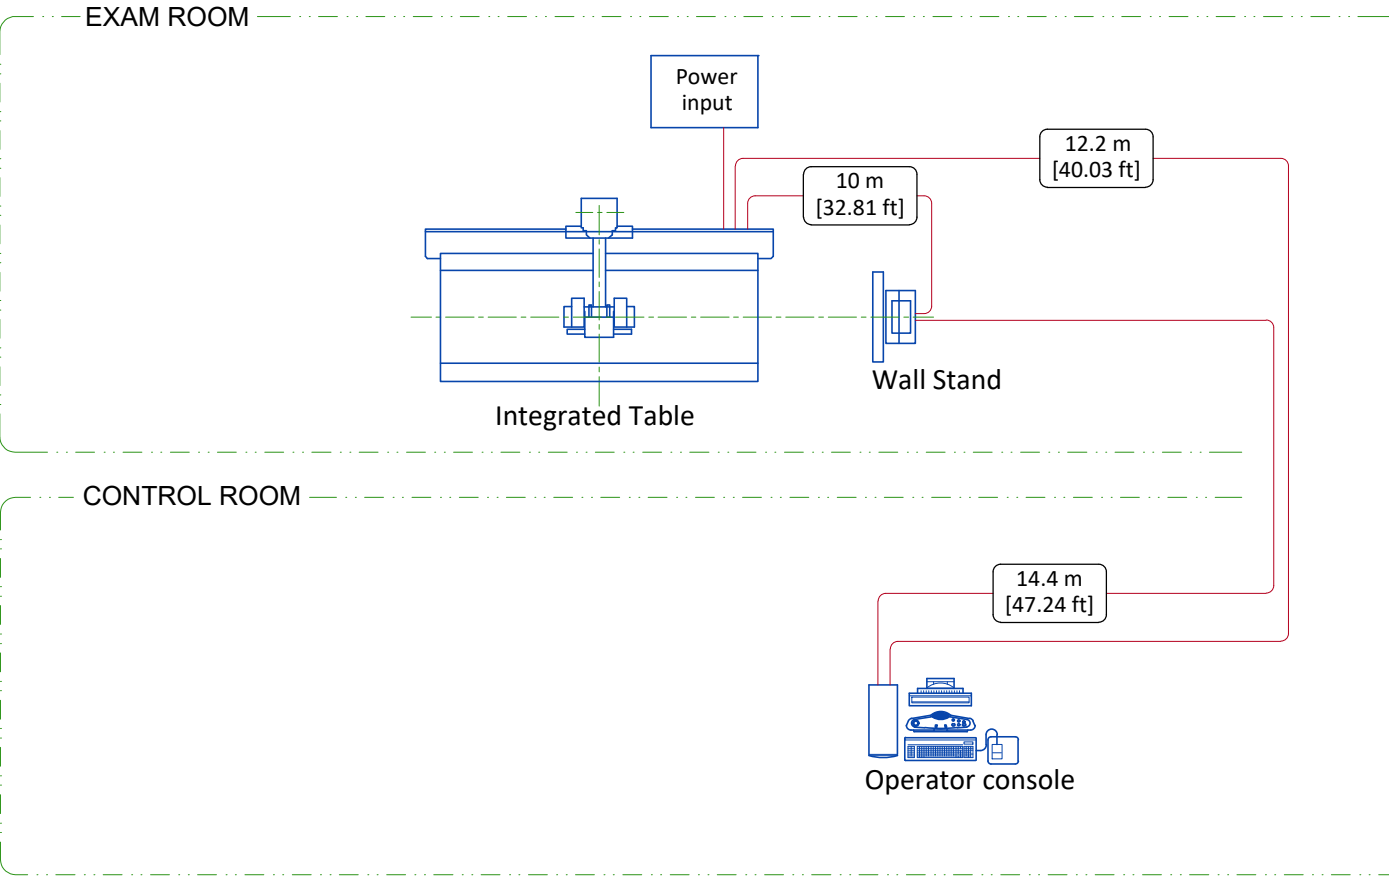 EXAM ROOM
Power
input
12.2 m
[40.03 ft]
10 m
[32.81 ft]
Wall Stand
Integrated Table
CONTROL ROOM
14.4 m
[47.24 ft]
Operator console